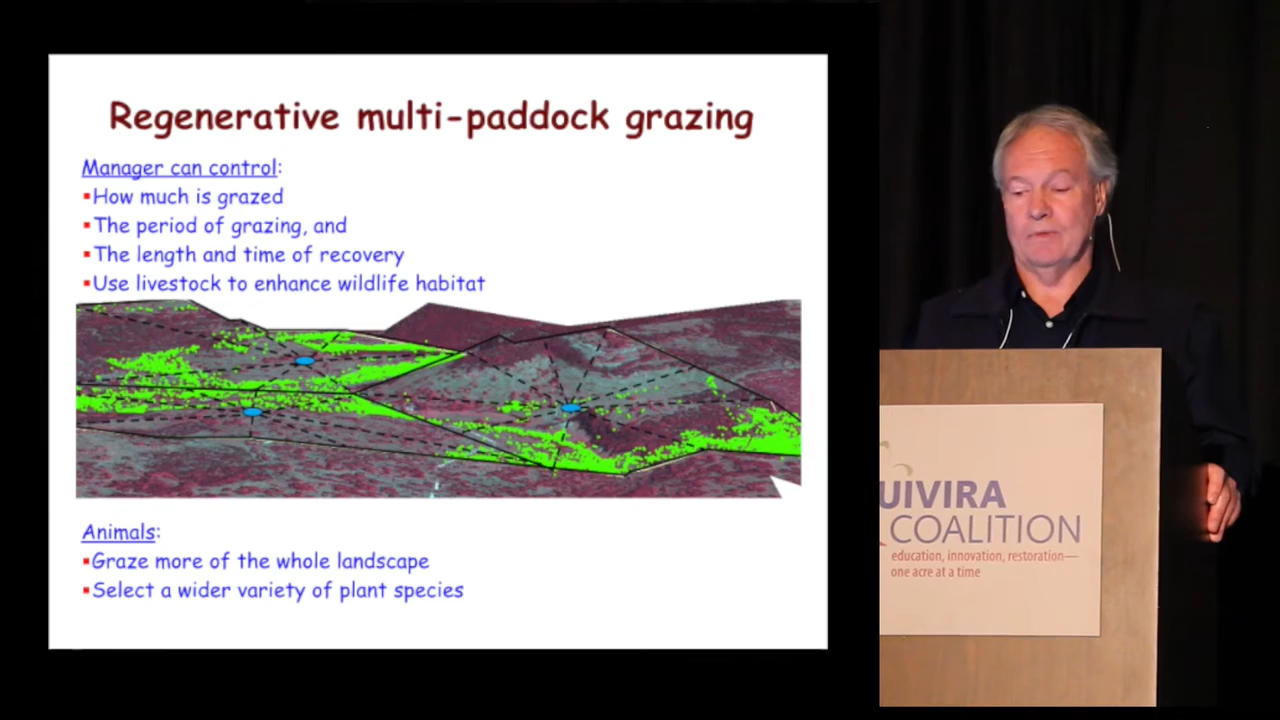 Regenerative multi-paddock grazing
Manager can control:
▪How much is grazed
▪The period of grazing, and
▪The length and time of recovery
▪Use livestock to enhance wildlife habitat
Animals:
▪Graze more of the whole landscape
▪Select a wider variety of plant species
UIVIRA
COALITION
education, innovation, restoration—
one acre at a time